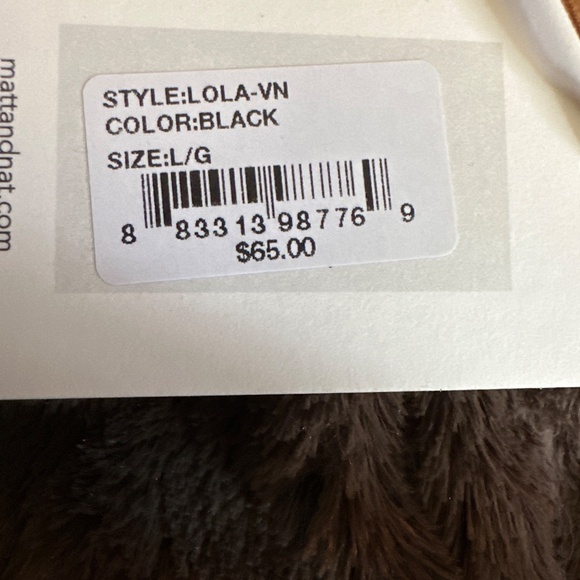 mattandnat.com
STYLE:LOLA-VN
COLOR:BLACK
SIZE:L/G
8 83313 98776 9
$65.00